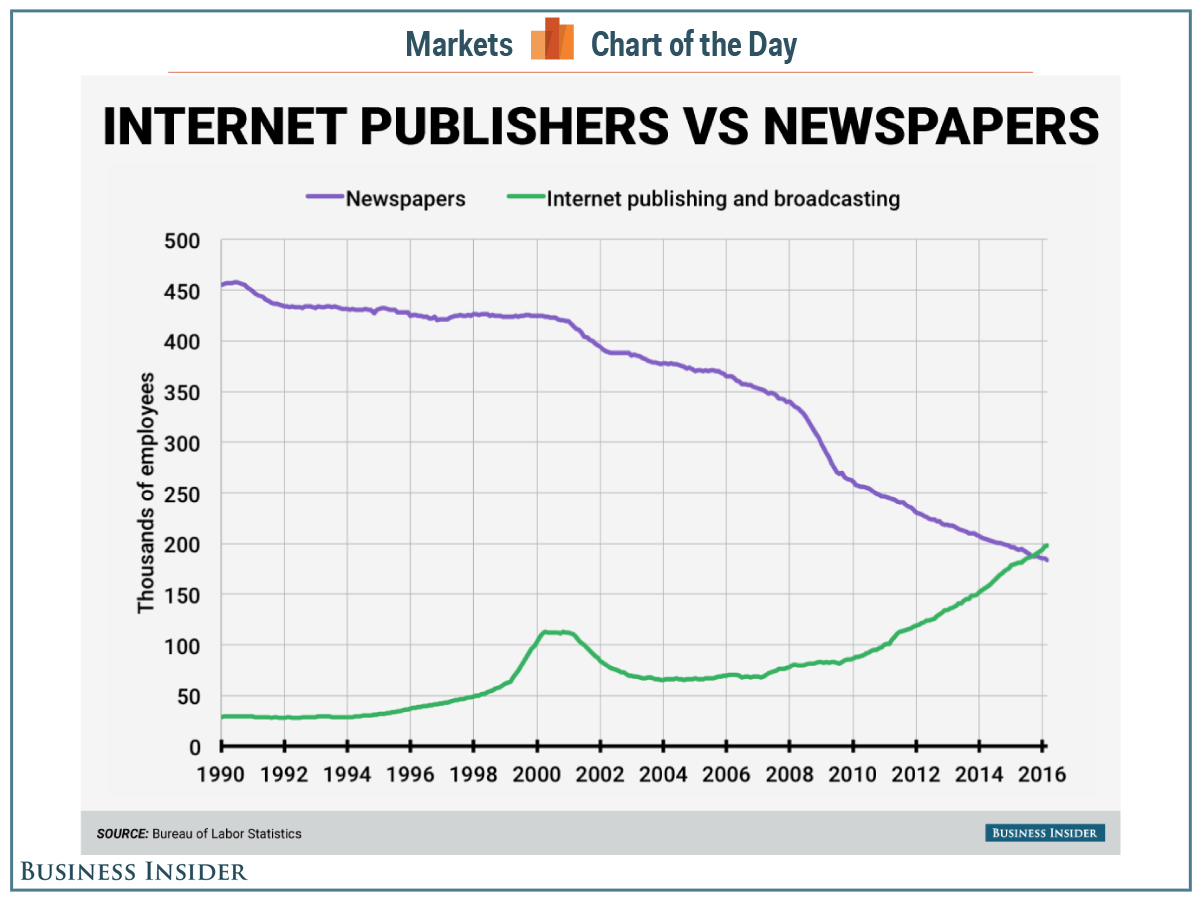 Markets Chart of the Day
INTERNET PUBLISHERS VS NEWSPAPERS
Newspapers Internet publishing and broadcasting
Thousands of employees
500
450
400
350
300
250
200
150
100
50
0
1990 1992 1994 1996 1998 2000 2002 2004 2006 2008 2010 2012 2014 2016
SOURCE: Bureau of Labor Statistics BUSINESS INSIDER
BUSINESS INSIDER